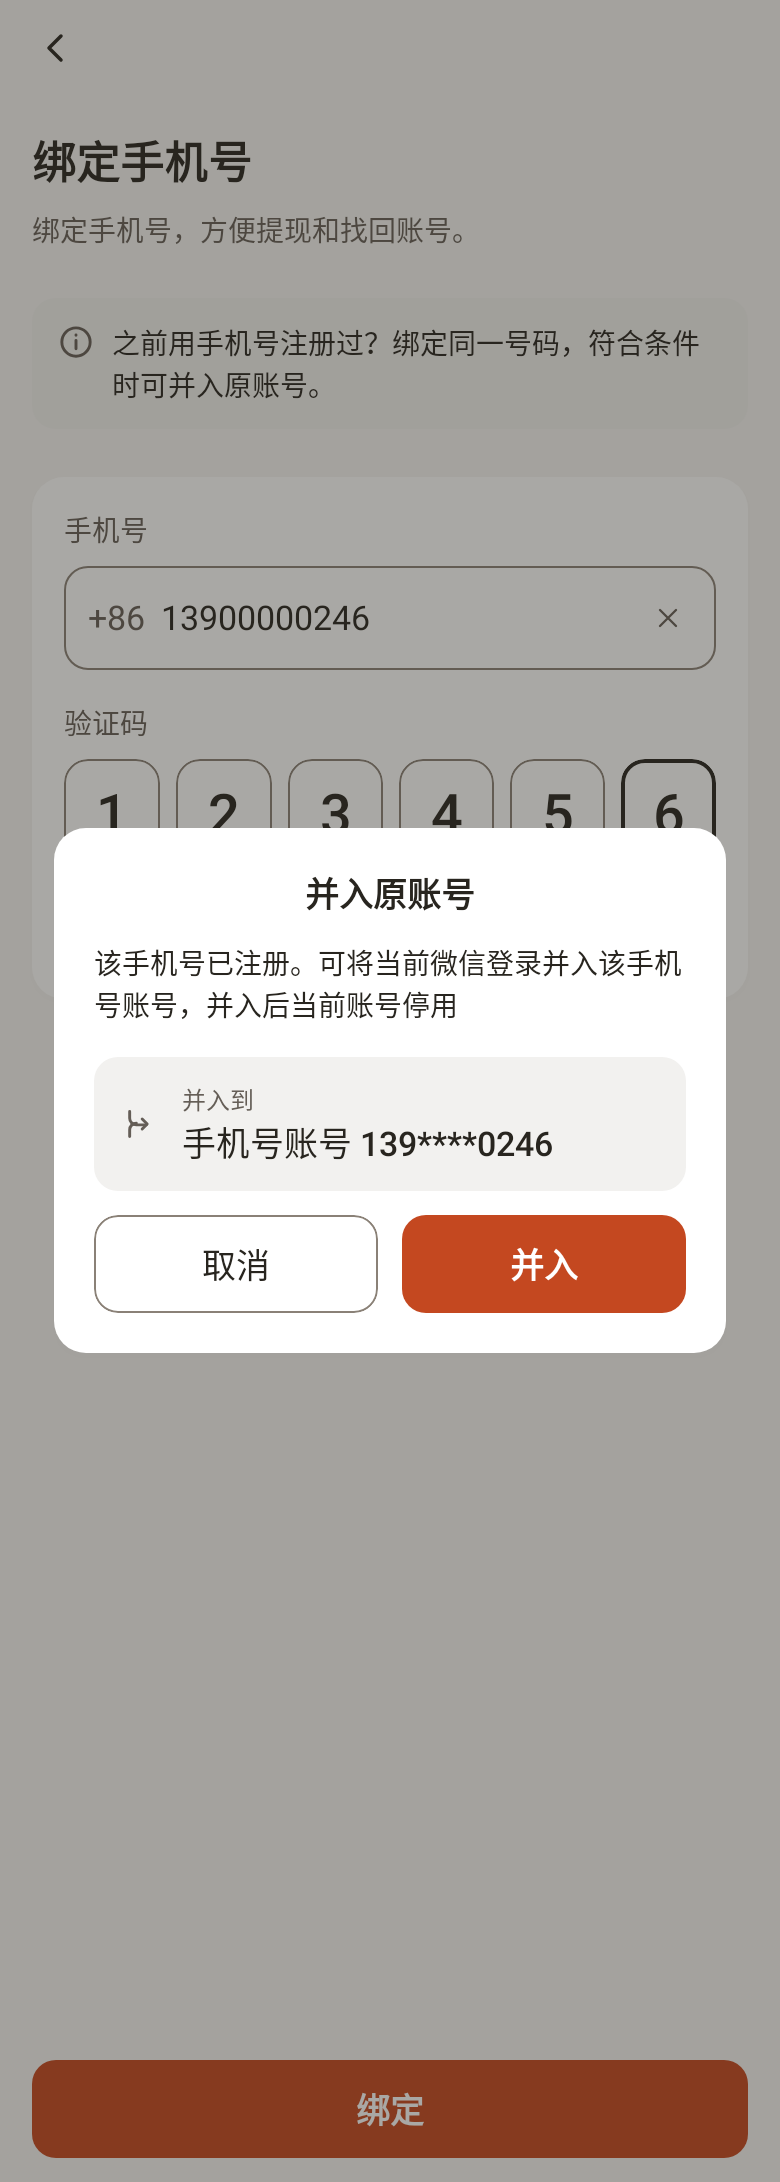 绑定手机号
绑定手机号，方便提现和找回账号。
之前用手机号注册过？绑定同一号码，符合条件
时可并入原账号。
手机号
+86 13900000246
验证码
1 2 3 4 5 6
并入原账号
该手机号已注册。可将当前微信登录并入该手机
号账号，并入后当前账号停用
并入到
手机号账号 139****0246
取消
并入
绑定